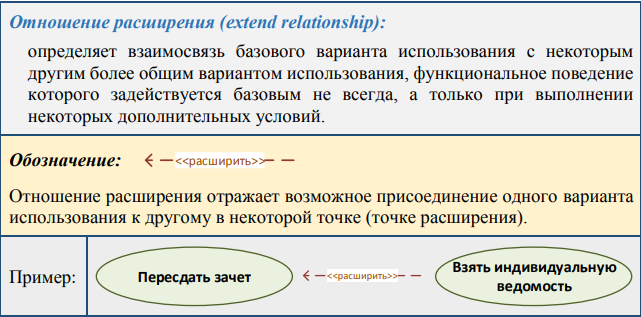 Отношение расширения (extend relationship):
определяет взаимосвязь базового варианта использования с некоторым
другим более общим вариантом использования, функциональное поведение
которого задействуется базовым не всегда, а только при выполнении
некоторых дополнительных условий.
Обозначение: <<расширить>>
Отношение расширения отражает возможное присоединение одного варианта
использования к другому в некоторой точке (точке расширения).
Пример: Пересдать зачет <<расширить>> Взять индивидуальную
ведомость